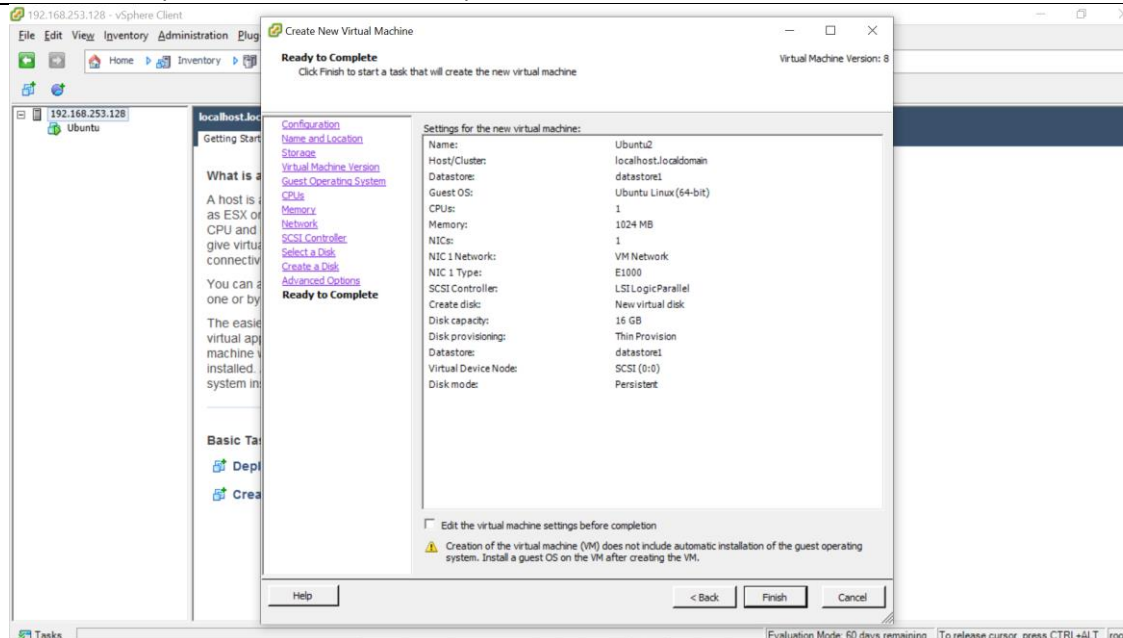 192.168.253.128 - vSphere Client
File Edit View Inventory Administration
Home Inventory
192.168.253.128
Ubuntu
Getting Start
What is a
A host is a
as ESX or
CPU and
give virtua
connectiv
You can a
one or by
The easie
virtual app
machine v
installed.
system ins
Basic Tas
Depl
Crea
Create New Virtual Machine
Ready to Complete
Click Finish to start a task that will create the new virtual machine
Virtual Machine Version: 8
Configuration
Name and Location
Storage
Virtual Machine Version
Guest Operating System
CPUs
Memory
Network
SCSI Controller
Select a Disk
Create a Disk
Advanced Options
Ready to Complete
Settings for the new virtual machine:
Name: Ubuntu2
Host/Cluster: localhost.localdomain
Datastore: datastore1
Guest OS: Ubuntu Linux (64-bit)
CPUs: 1
Memory: 1024 MB
NICs: 1
NIC 1 Network: VM Network
NIC 1 Type: E1000
SCSI Controller: LSI Logic Parallel
Create disk: New virtual disk
Disk capacity: 16 GB
Disk provisioning: Thin Provision
Datastore: datastore1
Virtual Device Node: SCSI (0:0)
Disk mode: Persistent
Edit the virtual machine settings before completion
Creation of the virtual machine (VM) does not include automatic installation of the guest operating
system. Install a guest OS on the VM after creating the VM.
Help < Back Finish Cancel
Tasks Evaluation Mode: 60 days remaining To release cursor, press CTRL+ALT